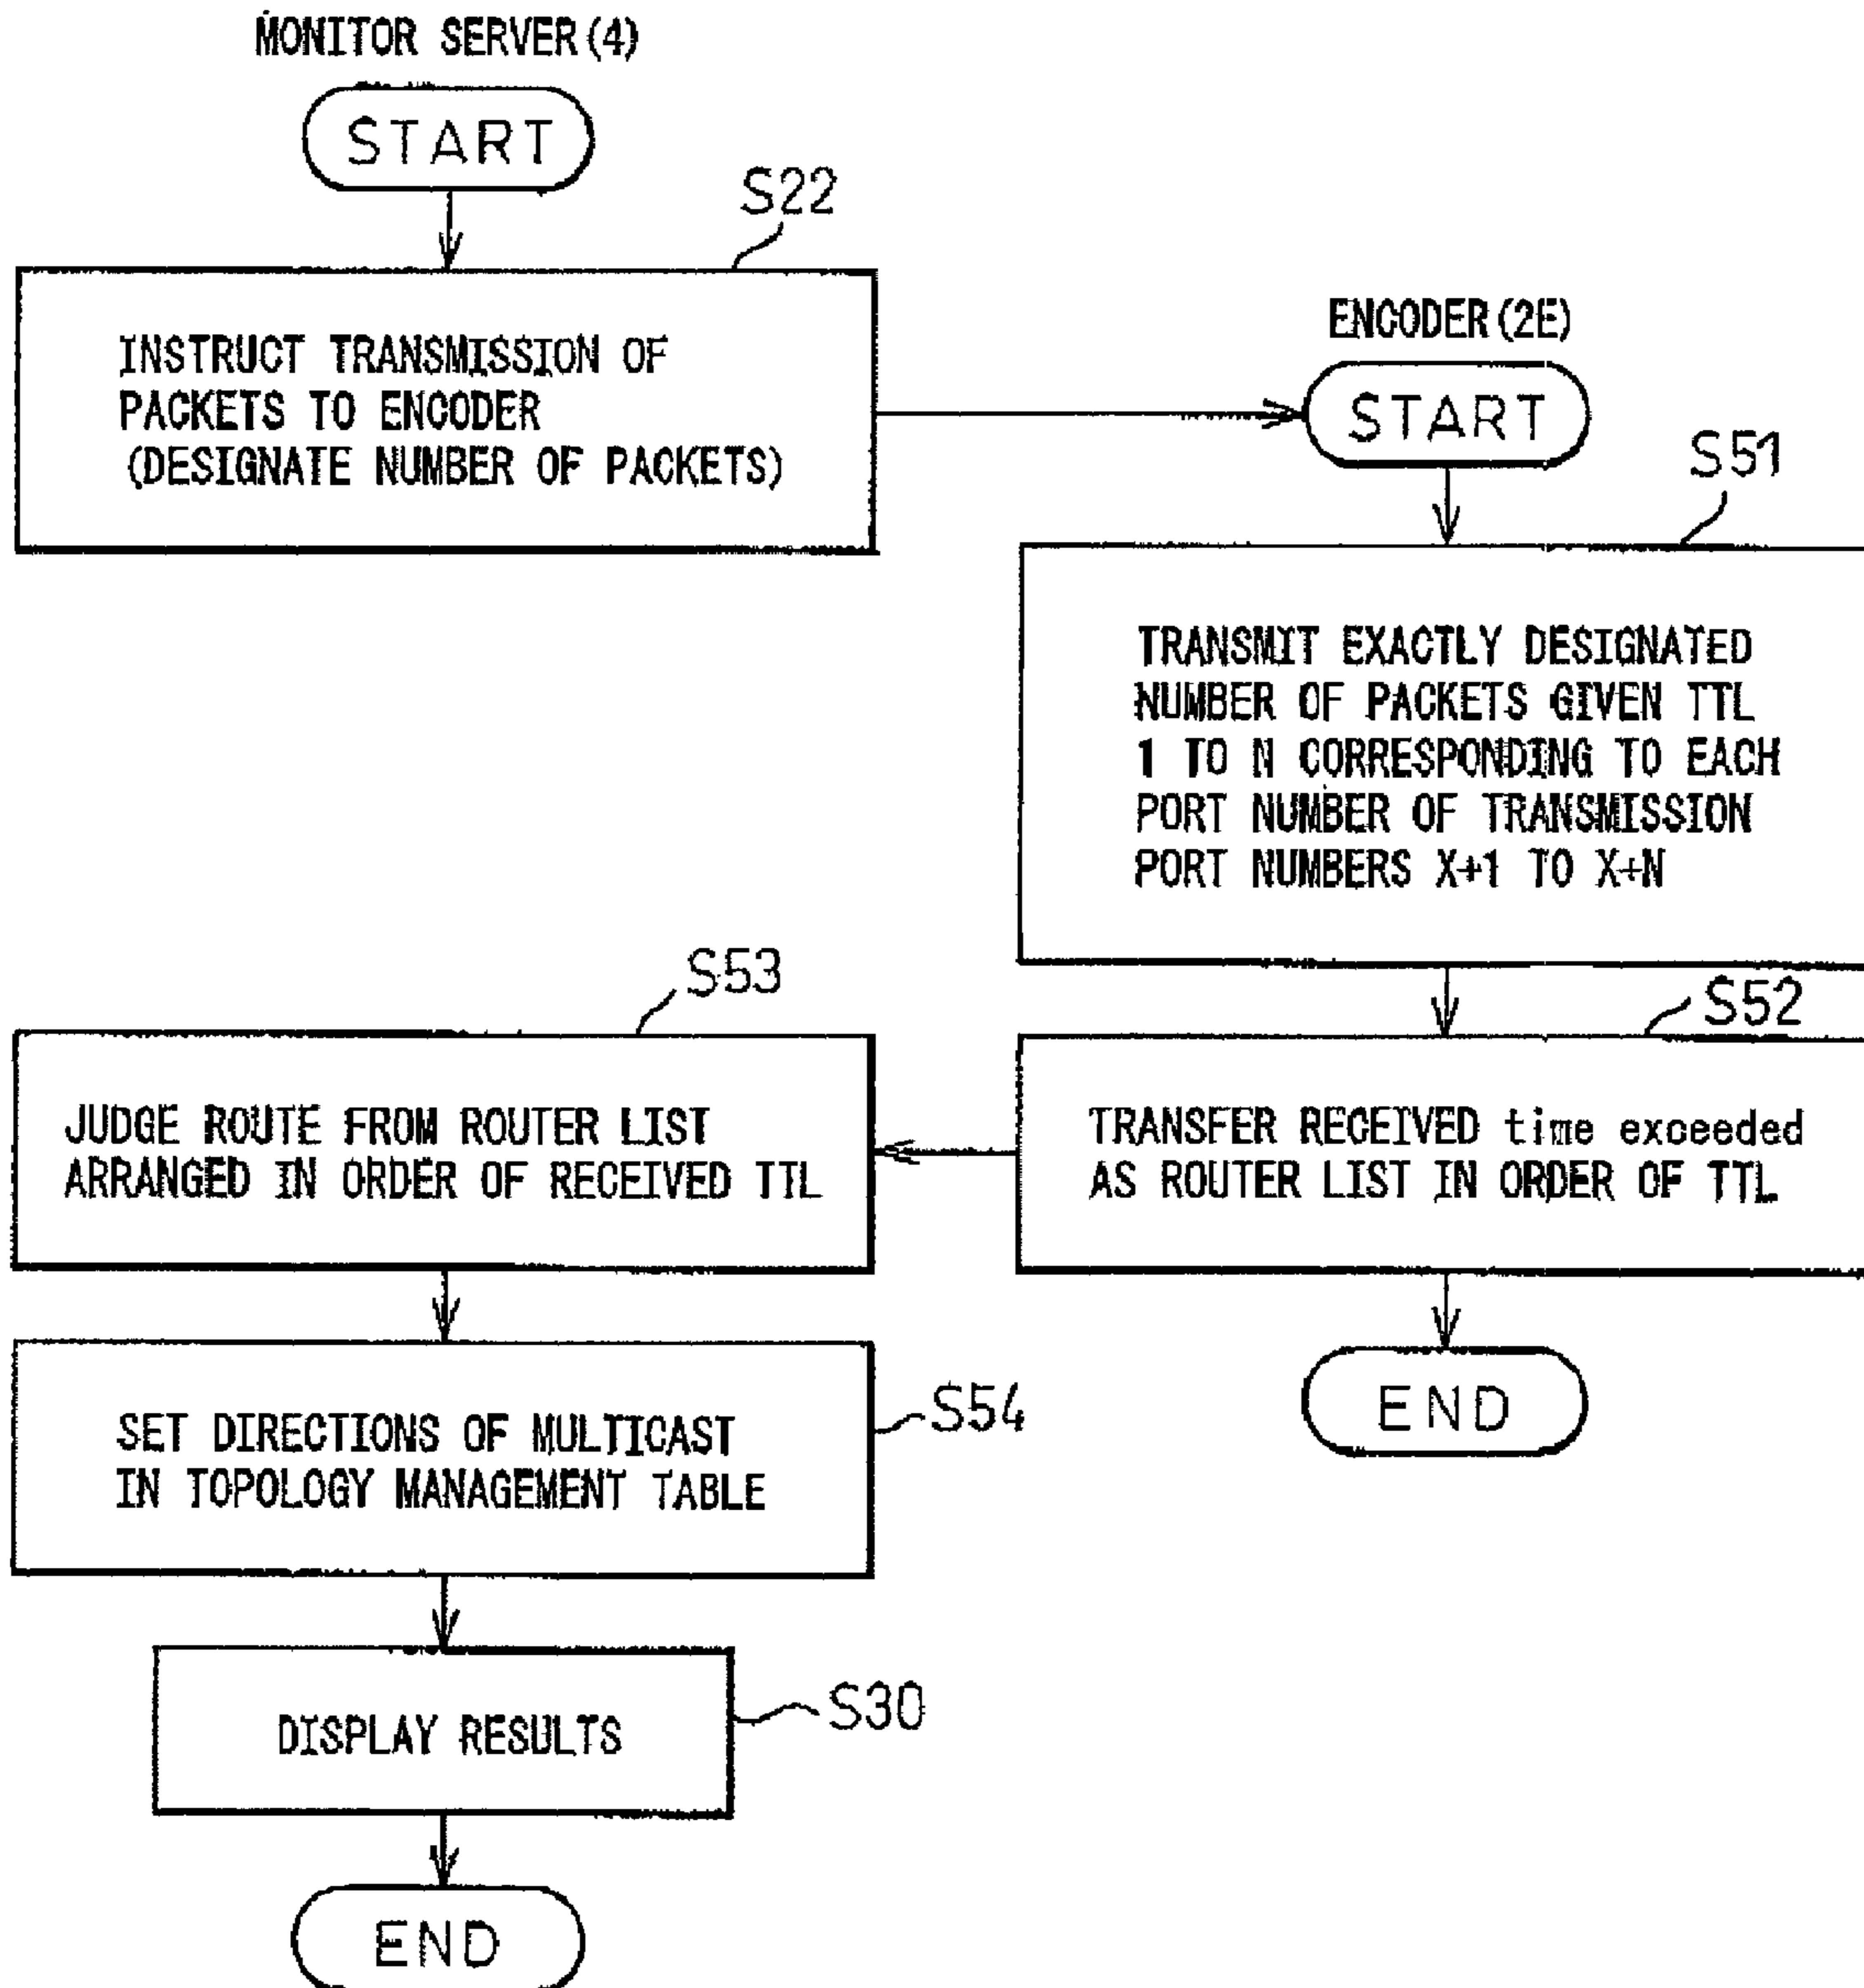 MONITOR SERVER(4)
START
S22
INSTRUCT TRANSMISSION OF
PACKETS TO ENCODER
(DESIGNATE NUMBER OF PACKETS)
ENCODER(2E)
START
S51
TRANSMIT EXACTLY DESIGNATED
NUMBER OF PACKETS GIVEN TTL
1 TO N CORRESPONDING TO EACH
PORT NUMBER OF TRANSMISSION
PORT NUMBERS X+1 TO X+N
S52
TRANSFER RECEIVED time exceeded
AS ROUTER LIST IN ORDER OF TTL
END
S53
JUDGE ROUTE FROM ROUTER LIST
ARRANGED IN ORDER OF RECEIVED TTL
S54
SET DIRECTIONS OF MULTICAST
IN TOPOLOGY MANAGEMENT TABLE
S30
DISPLAY RESULTS
END